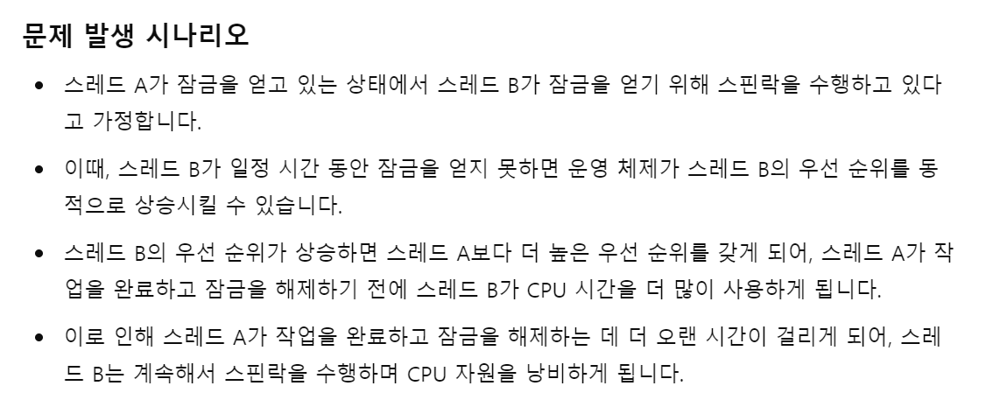 문제 발생 시나리오
• 스레드 A가 잠금을 얻고 있는 상태에서 스레드 B가 잠금을 얻기 위해 스핀락을 수행하고 있다
고 가정합니다.
• 이때, 스레드 B가 일정 시간 동안 잠금을 얻지 못하면 운영 체제가 스레드 B의 우선 순위를 동
적으로 상승시킬 수 있습니다.
• 스레드 B의 우선 순위가 상승하면 스레드 A보다 더 높은 우선 순위를 갖게 되어, 스레드 A가 작
업을 완료하고 잠금을 해제하기 전에 스레드 B가 CPU 시간을 더 많이 사용하게 됩니다.
• 이로 인해 스레드 A가 작업을 완료하고 잠금을 해제하는 데 더 오랜 시간이 걸리게 되어, 스레
드 B는 계속해서 스핀락을 수행하며 CPU 자원을 낭비하게 됩니다.